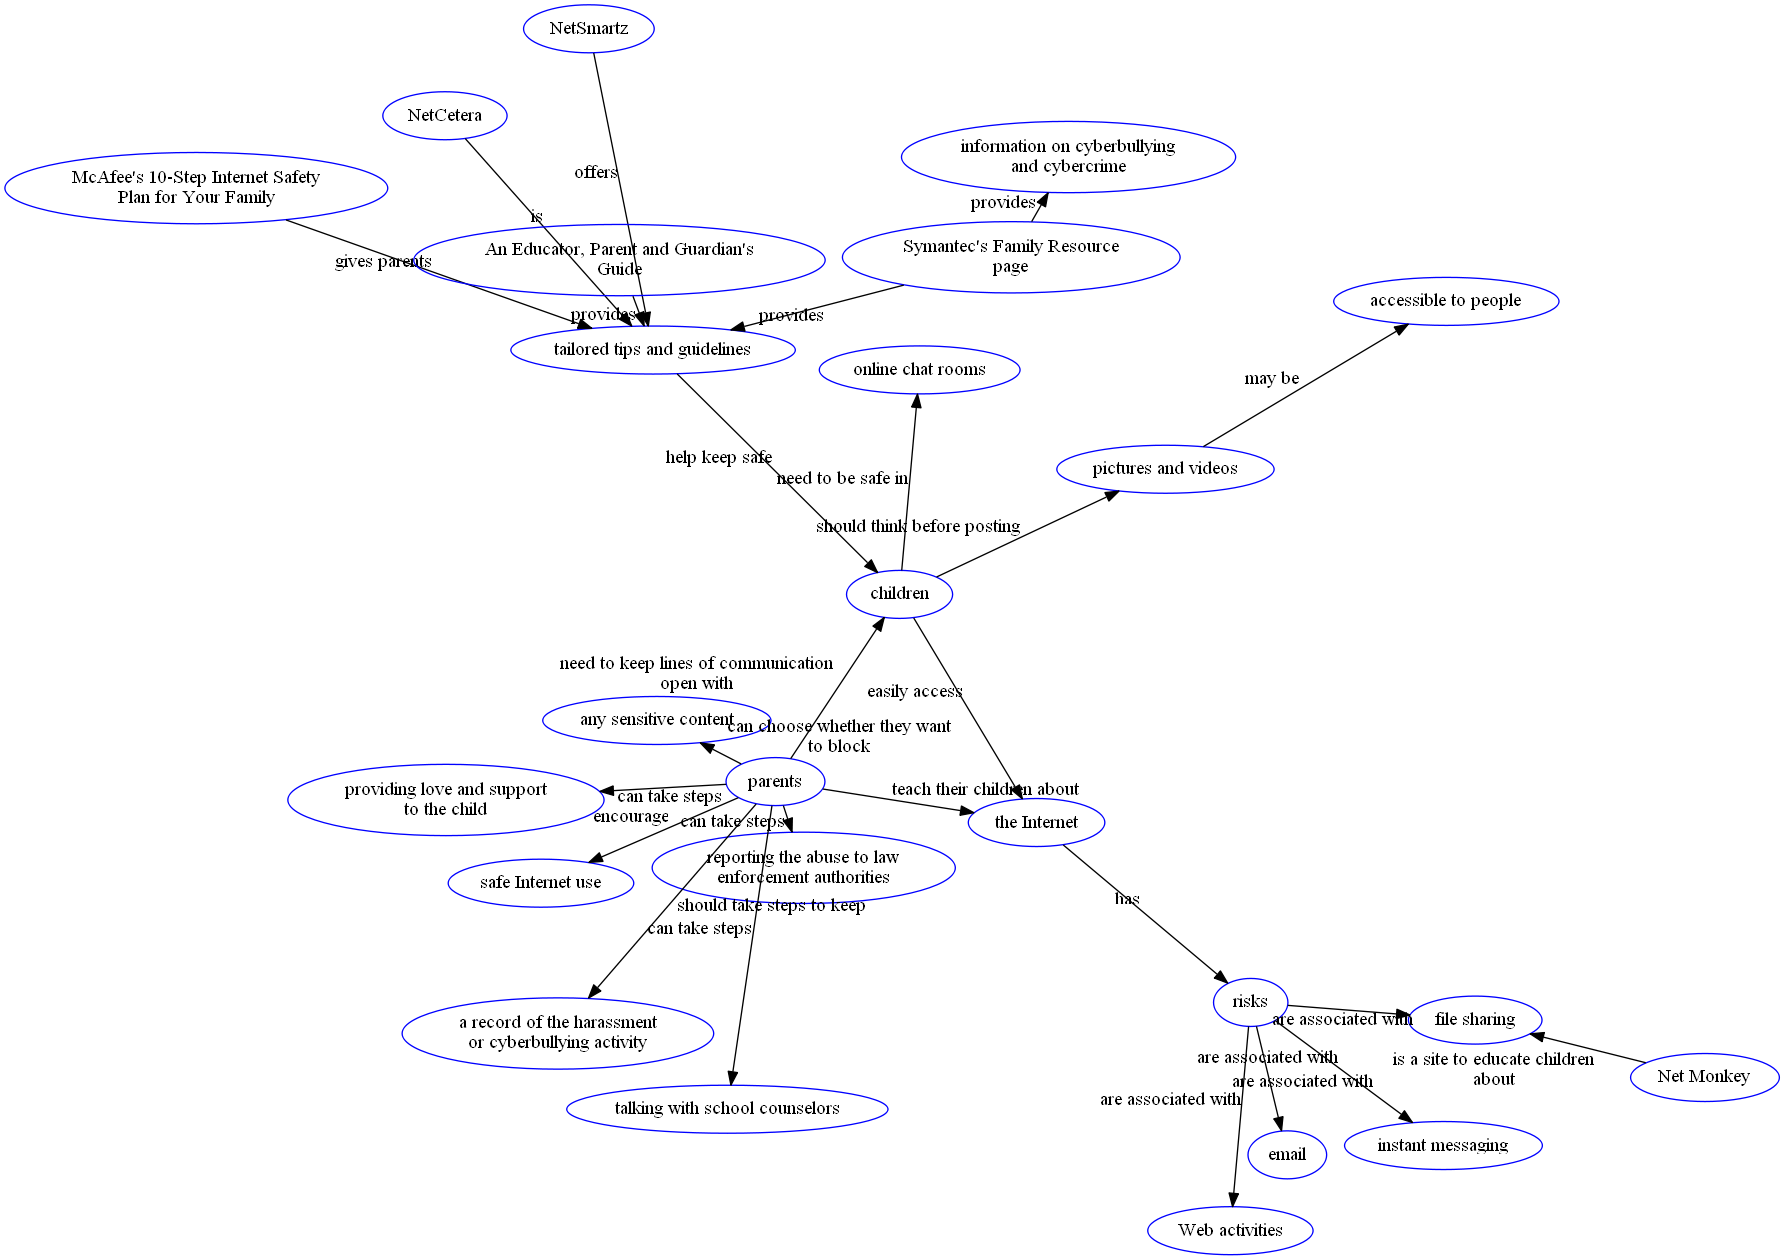 NetSmartz
NetCetera
information on cyberbullying
and cybercrime
McAfee's 10-Step Internet Safety
Plan for Your Family
offers
provides
is
An Educator, Parent and Guardian's
Guide
Symantec's Family Resource
page
gives parents
accessible to people
provides
provides
tailored tips and guidelines
online chat rooms
may be
help keep safe
pictures and videos
need to be safe in
should think before posting
children
need to keep lines of communication
open with
easily access
any sensitive content
can choose whether they want
to block
parents
teach their children about
providing love and support
to the child
can take steps
encourage
can take steps
the Internet
reporting the abuse to law
enforcement authorities
safe Internet use
has
should take steps to keep
can take steps
risks
a record of the harassment
or cyberbullying activity
are associated with
file sharing
are associated with
is a site to educate children
about
Net Monkey
are associated with
are associated with
talking with school counselors
instant messaging
email
Web activities